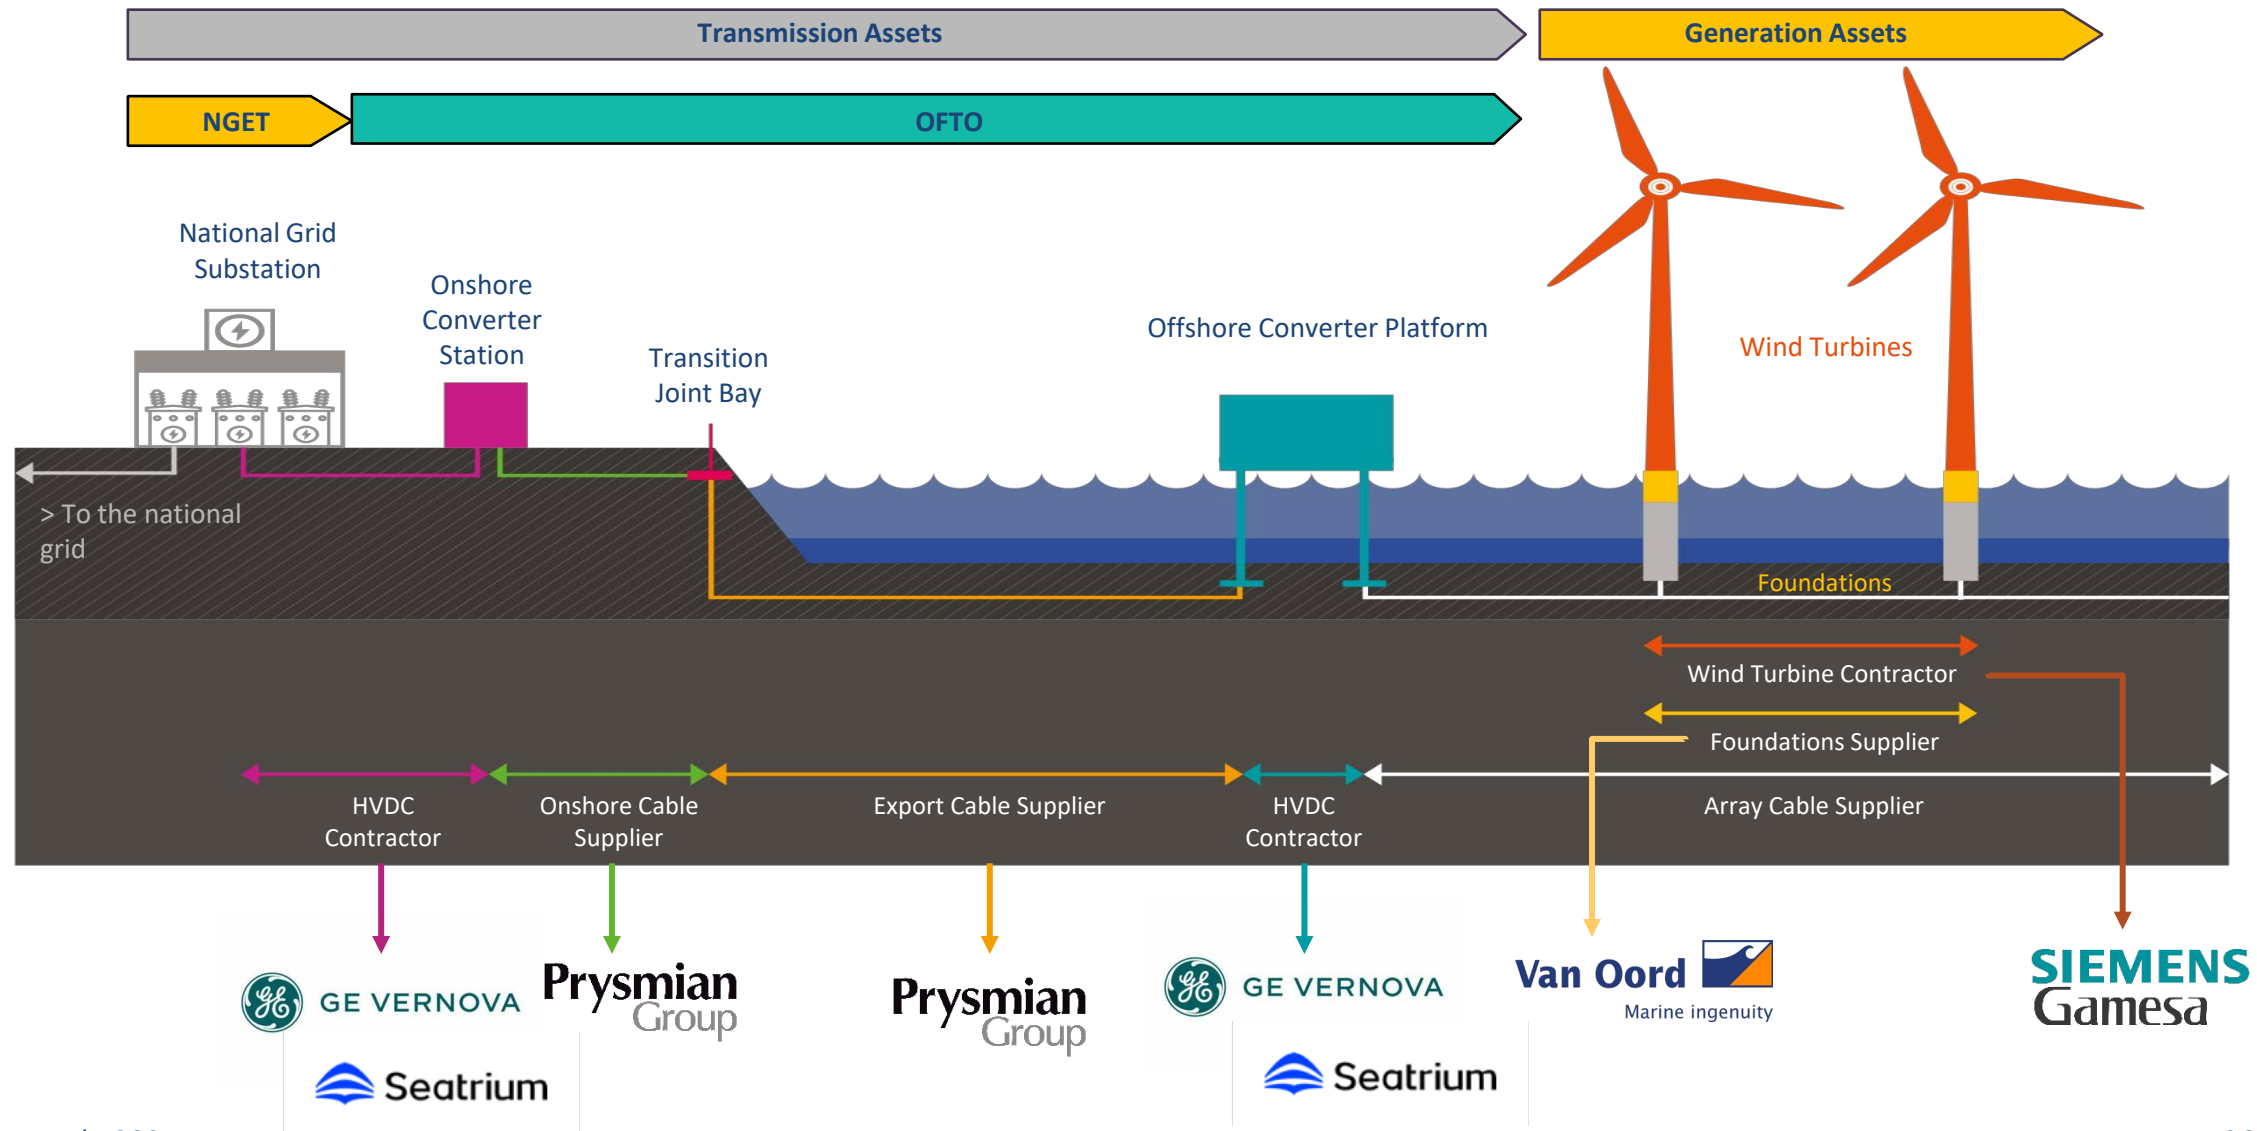 Transmission Assets
Generation Assets
NGET
OFTO
National Grid
Substation
Onshore
Converter
Station
Transition
Joint Bay
Offshore Converter Platform
Wind Turbines
> To the national
grid
Foundations
Wind Turbine Contractor
Foundations Supplier
HVDC
Contractor
Onshore Cable
Supplier
Export Cable Supplier
HVDC
Contractor
Array Cable Supplier
GE VERNOVA
Seatrium
Prysmian
Group
Prysmian
Group
GE VERNOVA
Seatrium
Van Oord
Marine ingenuity
SIEMENS
Gamesa